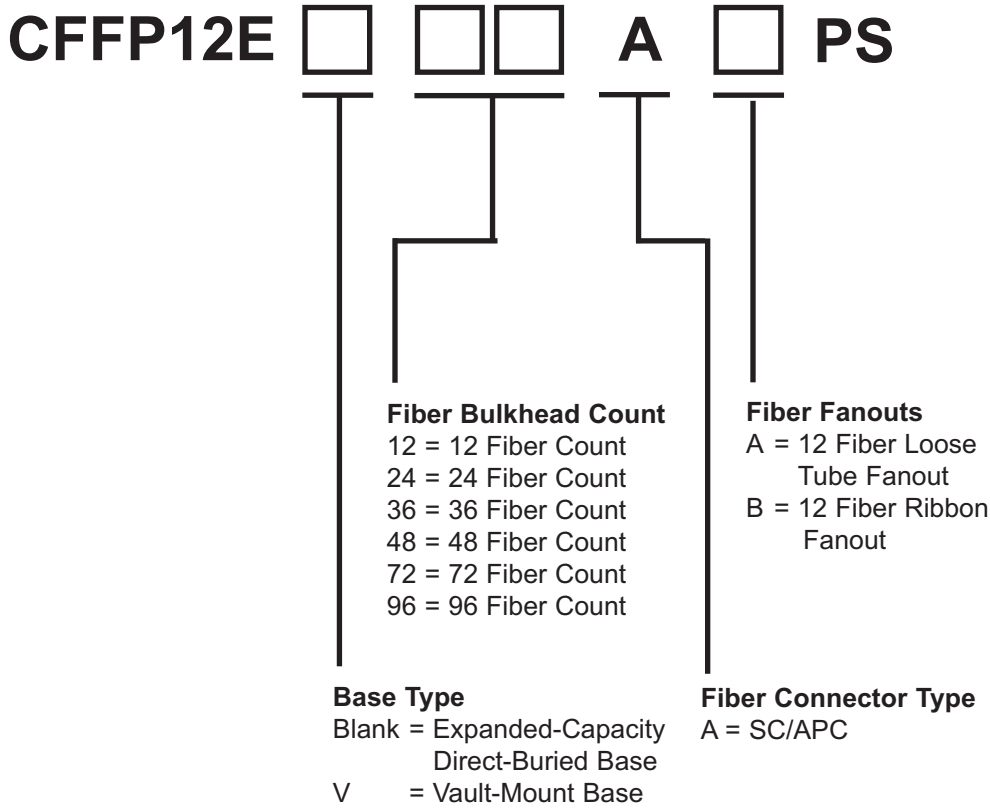 CFFP12E □ □□ A □ PS
Fiber Bulkhead Count
12 = 12 Fiber Count
24 = 24 Fiber Count
36 = 36 Fiber Count
48 = 48 Fiber Count
72 = 72 Fiber Count
96 = 96 Fiber Count
Fiber Fanouts
A = 12 Fiber Loose
Tube Fanout
B = 12 Fiber Ribbon
Fanout
Base Type
Blank = Expanded-Capacity
Direct-Buried Base
V = Vault-Mount Base
Fiber Connector Type
A = SC/APC